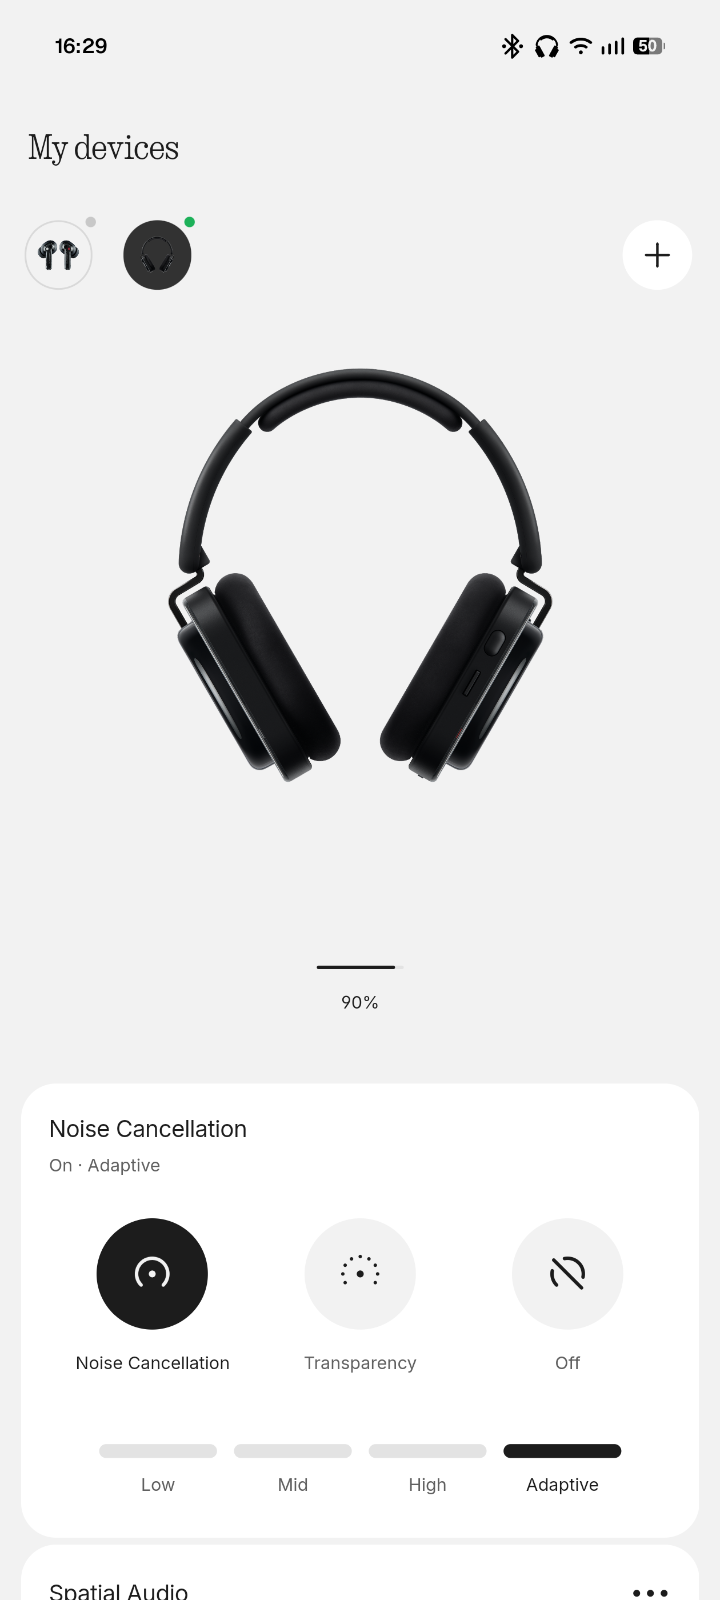 16:29
50
My devices
90%
Noise Cancellation
On · Adaptive
Noise Cancellation Transparency Off
Low Mid High Adaptive
Spatial Audio